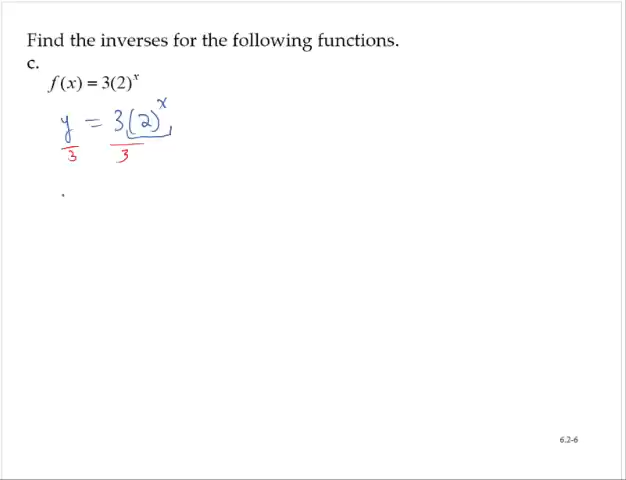 Find the inverses for the following functions.
c.
f(x) = 3(2)^x
y = 3(2)^x
3 3
6.2-6